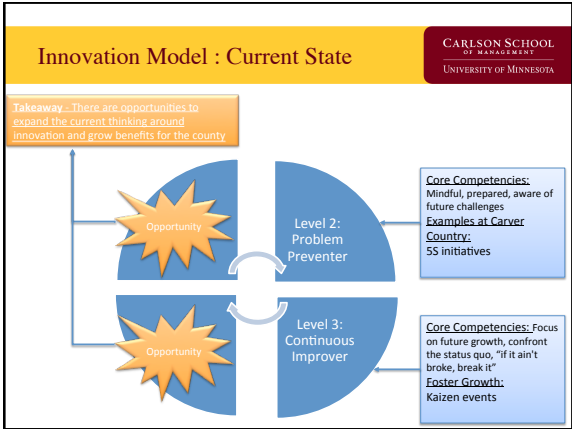 Innovation Model : Current State
CARLSON SCHOOL
OF MANAGEMENT
UNIVERSITY OF MINNESOTA
Takeaway - There are opportunities to
expand the current thinking around
innovation and grow benefits for the county
Opportunity
Level 2:
Problem
Preventer
Core Competencies:
Mindful, prepared, aware of
future challenges
Examples at Carver
Country:
5S initiatives
Opportunity
Level 3:
Continuous
Improver
Core Competencies: Focus
on future growth, confront
the status quo, “if it ain’t
broke, break it”
Foster Growth:
Kaizen events